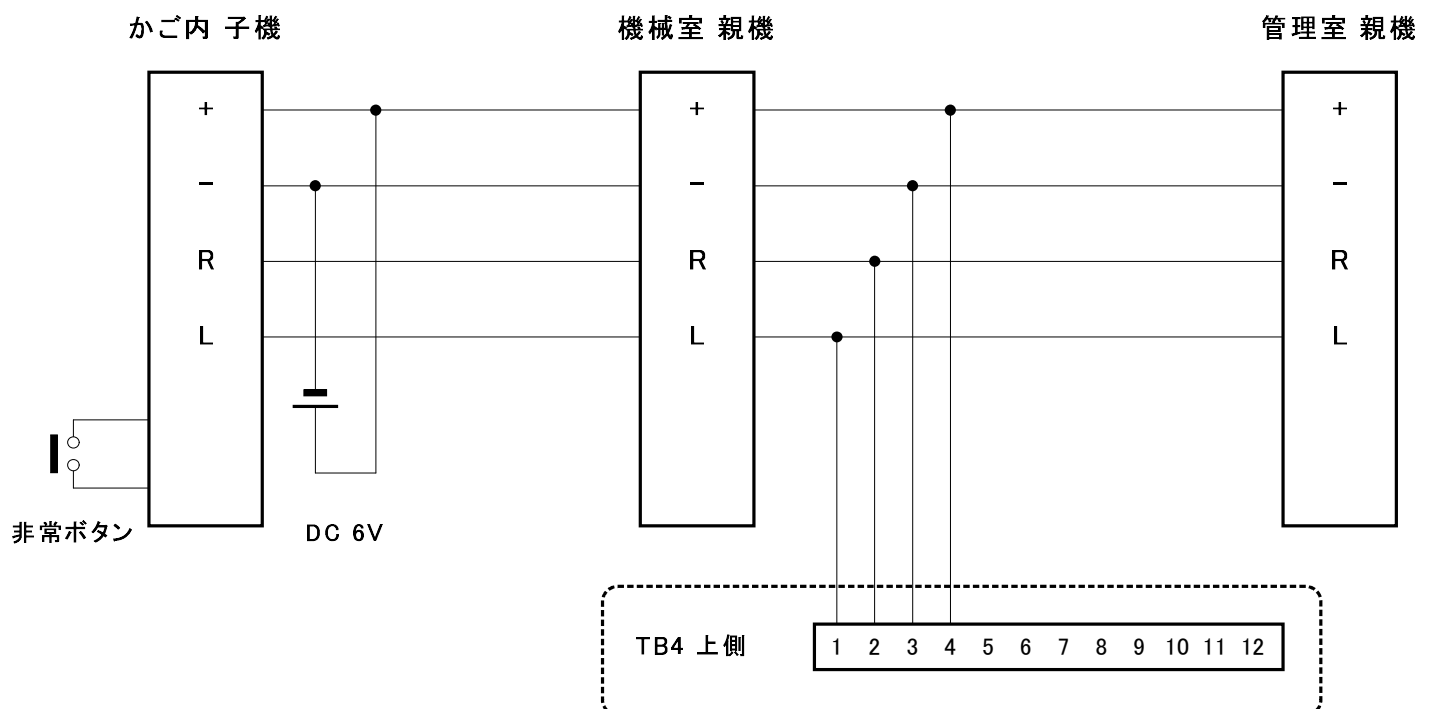 かご内 子機 機械室 親機 管理室 親機
+ + +
- - -
R R R
L L L
非常ボタン DC 6V
TB4 上側 1 2 3 4 5 6 7 8 9 10 11 12